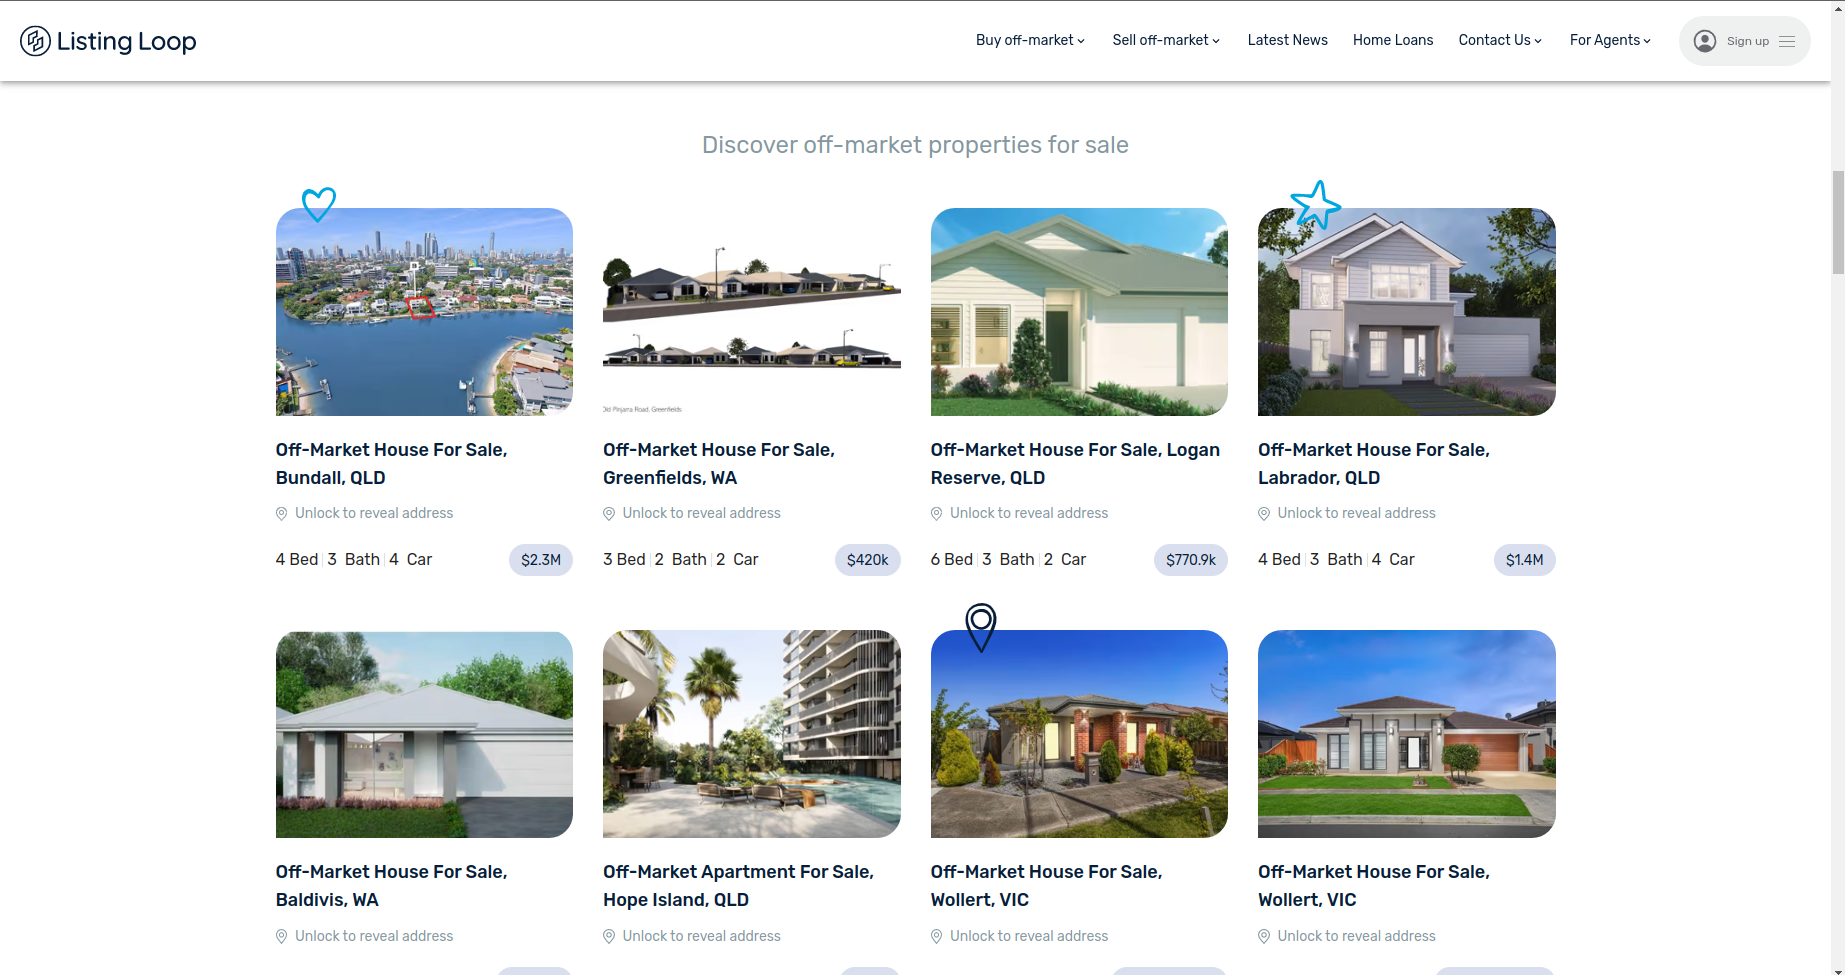 Listing Loop
Buy off-market
Sell off-market
Latest News
Home Loans
Contact Us
For Agents
Sign up
Discover off-market properties for sale
Old Pinjarra Road, Greenfields
Off-Market House For Sale,
Bundall, QLD
Unlock to reveal address
4 Bed 3 Bath 4 Car
$2.3M
Off-Market House For Sale,
Greenfields, WA
Unlock to reveal address
3 Bed 2 Bath 2 Car
$420k
Off-Market House For Sale, Logan
Reserve, QLD
Unlock to reveal address
6 Bed 3 Bath 2 Car
$770.9k
Off-Market House For Sale,
Labrador, QLD
Unlock to reveal address
4 Bed 3 Bath 4 Car
$1.4M
Off-Market House For Sale,
Baldivis, WA
Unlock to reveal address
Off-Market Apartment For Sale,
Hope Island, QLD
Unlock to reveal address
Off-Market House For Sale,
Wollert, VIC
Unlock to reveal address
Off-Market House For Sale,
Wollert, VIC
Unlock to reveal address